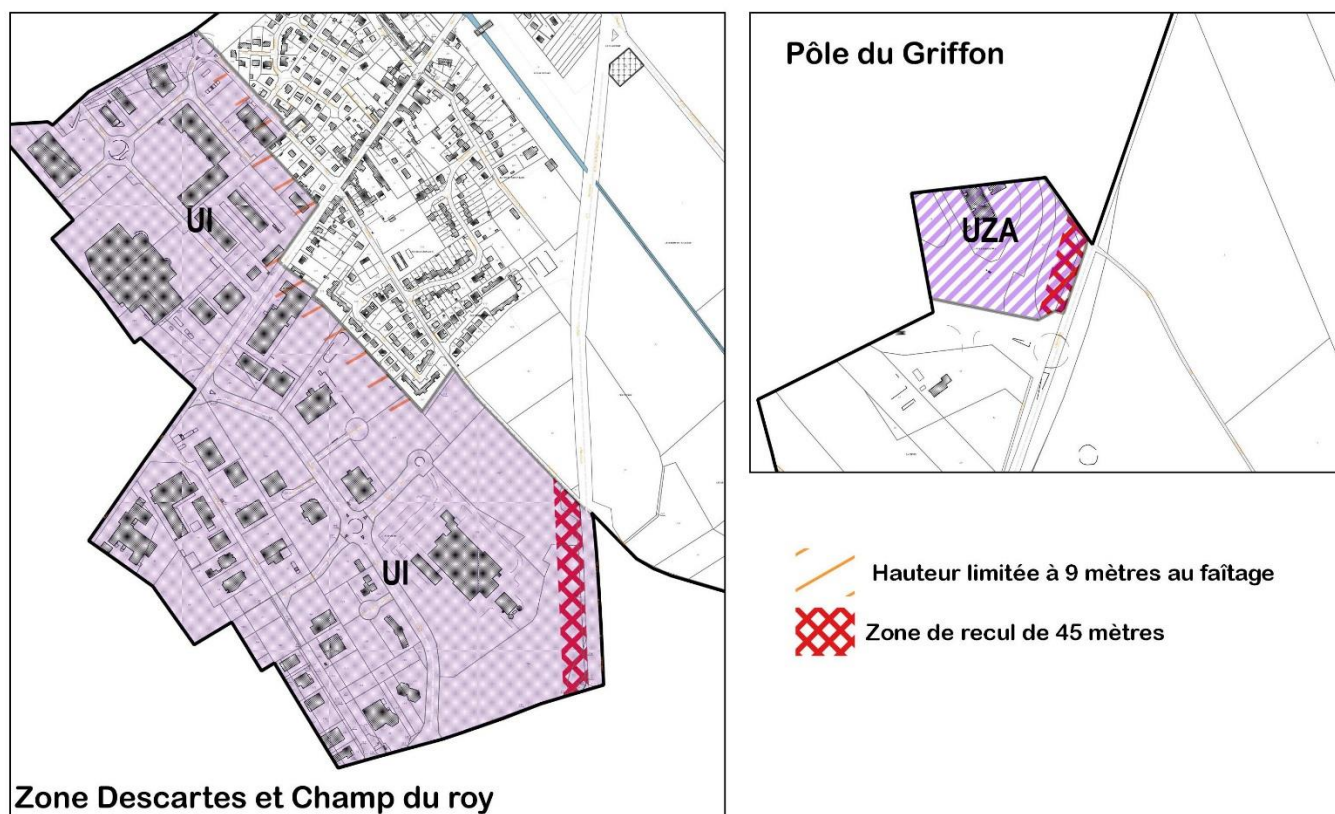 UI
UI
Zone Descartes et Champ du roy
Pôle du Griffon
UZA
Hauteur limitée à 9 mètres au faîtage
Zone de recul de 45 mètres